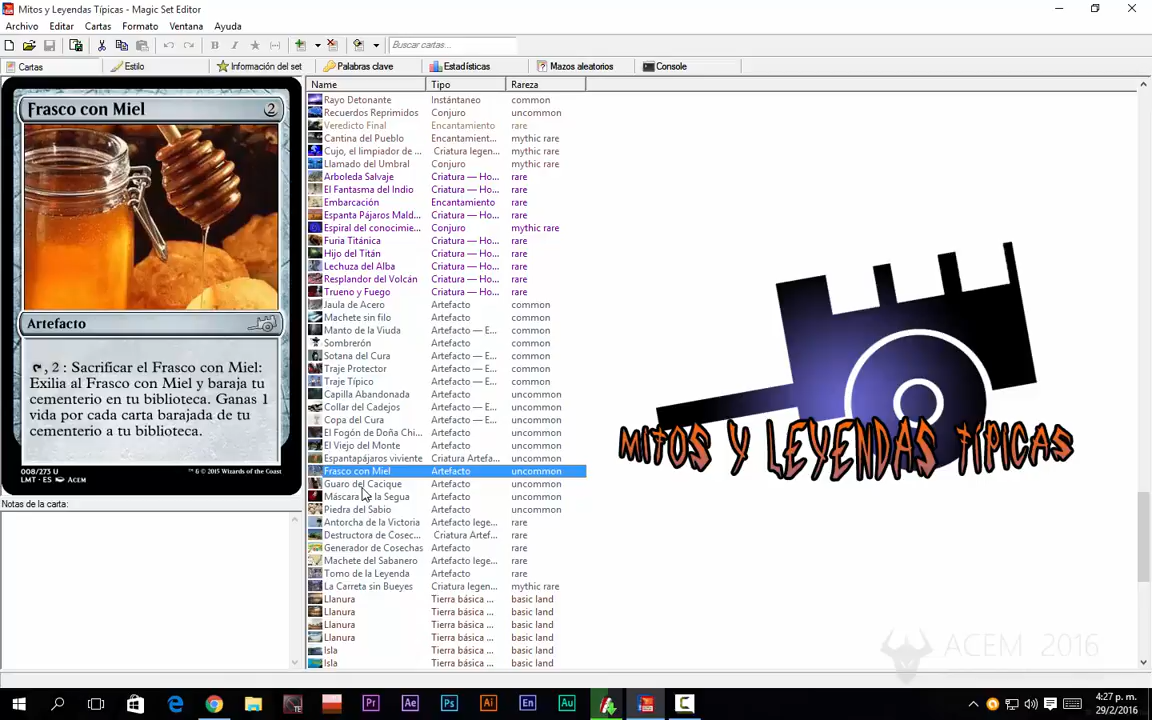 Mitos y Leyendas Típicas - Magic Set Editor
Archivo Editar Cartas Formato Ventana Ayuda
Buscar cartas...
Cartas Estilo Información del set Palabras clave Estadísticas Mazos aleatorios Console
Frasco con Miel 2
Artefacto
, 2 : Sacrificar el Frasco con Miel:
Exilia al Frasco con Miel y baraja tu
cementerio en tu biblioteca. Ganas 1
vida por cada carta barajada de tu
cementerio a tu biblioteca.
008/273 U
LMT · ES Acem
™ & © 2015 Wizards of the Coast
Notas de la carta:
Name Tipo Rareza
Rayo Detonante Instántaneo common
Recuerdos Reprimidos Conjuro uncommon
Veredicto Final Encantamiento rare
Cantina del Pueblo Encantamient... mythic rare
Cujo, el limpiador de ... Criatura legen... mythic rare
Llamado del Umbral Conjuro mythic rare
Arboleda Salvaje Criatura — Ho... rare
El Fantasma del Indio Criatura — Ho... rare
Embarcación Encantamiento rare
Espanta Pájaros Mald... Criatura — Ho... rare
Espiral del conocimie... Conjuro mythic rare
Furia Titánica Criatura — Ho... rare
Hijo del Titán Criatura — Ho... rare
Lechuza del Alba Criatura — Ho... rare
Resplandor del Volcán Criatura — Ho... rare
Trueno y Fuego Criatura — Ho... rare
Jaula de Acero Artefacto common
Machete sin filo Artefacto common
Manto de la Viuda Artefacto — E... common
Sombrerón Artefacto — E... common
Sotana del Cura Artefacto — E... common
Traje Protector Artefacto — E... common
Traje Típico Artefacto — E... common
Capilla Abandonada Artefacto uncommon
Collar del Cadejos Artefacto — E... uncommon
Copa del Cura Artefacto — E... uncommon
El Fogón de Doña Chi... Artefacto uncommon
El Viejo del Monte Artefacto uncommon
Espantapájaros viviente Criatura Artefa... uncommon
Frasco con Miel Artefacto uncommon
Guaro del Cacique Artefacto uncommon
Máscara de la Segua Artefacto uncommon
Piedra del Sabio Artefacto uncommon
Antorcha de la Victoria Artefacto lege... rare
Destructora de Cosec... Criatura Artef... rare
Generador de Cosechas Artefacto rare
Machete del Sabanero Artefacto lege... rare
Tomo de la Leyenda Artefacto rare
La Carreta sin Bueyes Criatura legen... mythic rare
Llanura Tierra básica ... basic land
Llanura Tierra básica ... basic land
Llanura Tierra básica ... basic land
Llanura Tierra básica ... basic land
Isla Tierra básica ... basic land
Isla Tierra básica ... basic land
MITOS Y LEYENDAS TÍPICAS
ACEM 2016
4:27 p. m.
29/2/2016